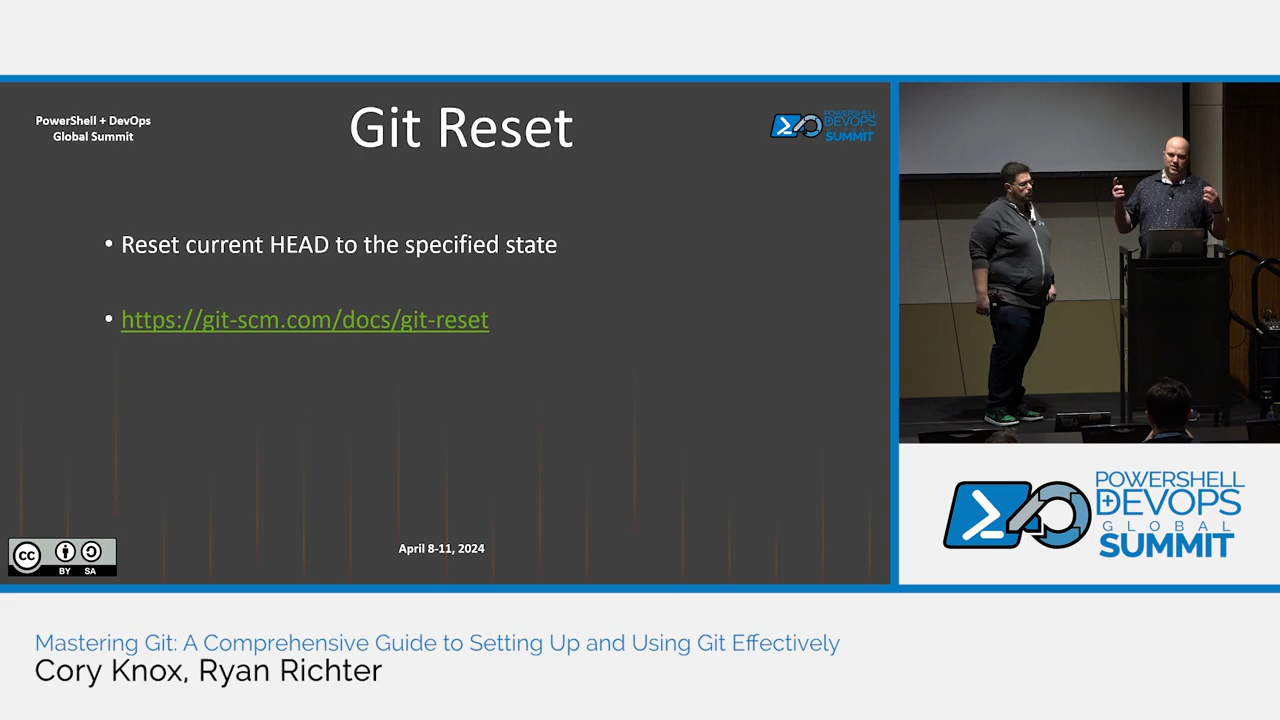 PowerShell + DevOps
Global Summit
Git Reset
POWERSHELL
DEVOPS
GLOBAL
SUMMIT
• Reset current HEAD to the specified state
• https://git-scm.com/docs/git-reset
April 8-11, 2024
cc
BY SA
POWERSHELL
DEVOPS
GLOBAL
SUMMIT
Mastering Git: A Comprehensive Guide to Setting Up and Using Git Effectively
Cory Knox, Ryan Richter